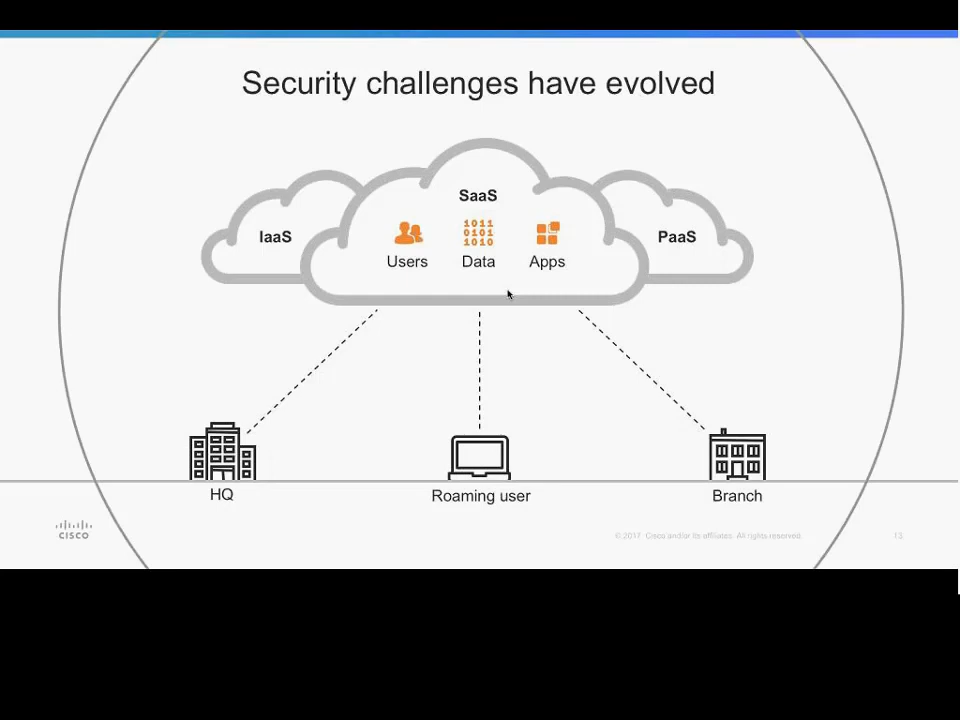 Security challenges have evolved
SaaS
IaaS
PaaS
1011
0101
1010
Users Data Apps
HQ
Roaming user
Branch
CISCO
© 2017 Cisco and/or its affiliates. All rights reserved.
13